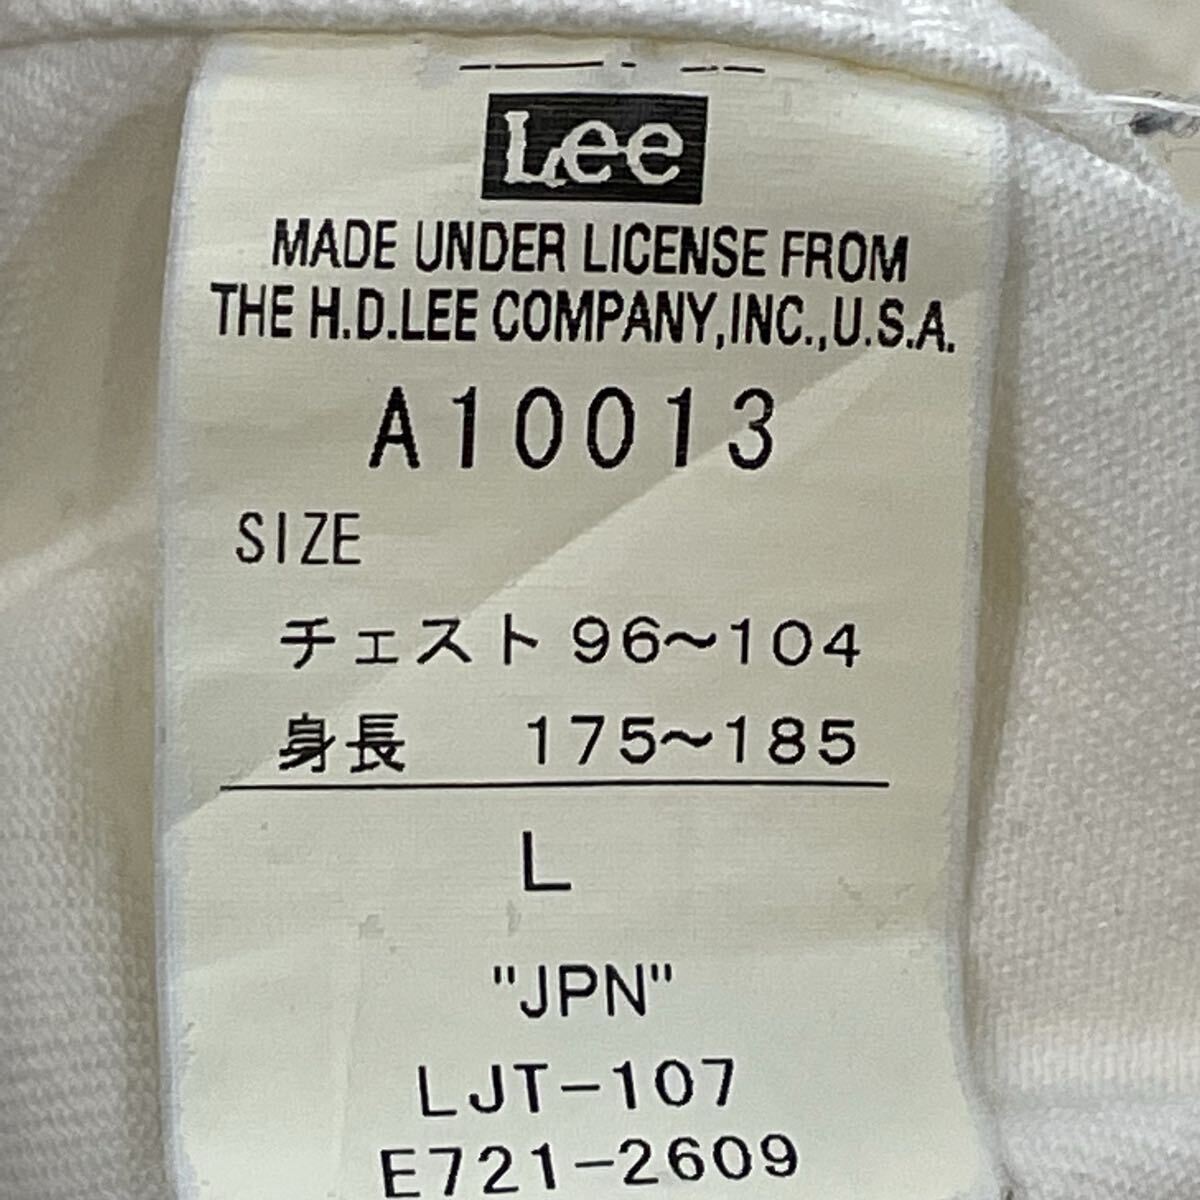 Lee
MADE UNDER LICENSE FROM
THE H.D.LEE COMPANY,INC.,U.S.A.
A10013
SIZE
チェスト 96～104
身長 175～185
L
"JPN"
LJT-107
E721-2609